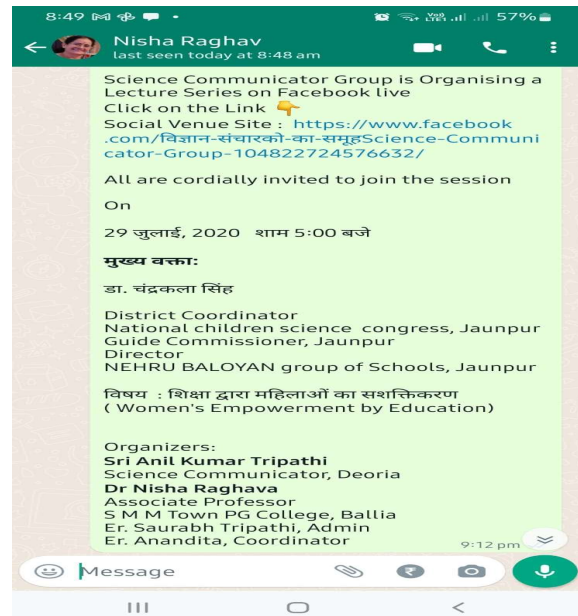 8:49
57%
Nisha Raghav
last seen today at 8:48 am
Science Communicator Group is Organising a
Lecture Series on Facebook live
Click on the Link 👇
Social Venue Site : https://www.facebook
.com/विज्ञान-संचारको-का-समूहScience-Communi
cator-Group-104822724576632/
All are cordially invited to join the session
On
29 जुलाई, 2020 शाम 5:00 बजे
मुख्य वक्ता:
डा. चंद्रकला सिंह
District Coordinator
National children science congress, Jaunpur
Guide Commissioner, Jaunpur
Director
NEHRU BALOYAN group of Schools, Jaunpur
विषय : शिक्षा द्वारा महिलाओं का सशक्तिकरण
( Women's Empowerment by Education)
Organizers:
Sri Anil Kumar Tripathi
Science Communicator, Deoria
Dr Nisha Raghava
Associate Professor
S M M Town PG College, Ballia
Er. Saurabh Tripathi, Admin
Er. Anandita, Coordinator
9:12 pm
Message